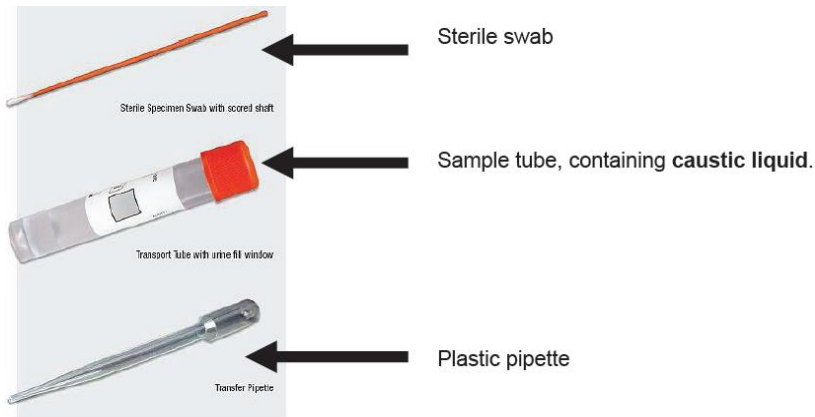 Sterile swab
Sterile Specimen Swab with scored shaft
Sample tube, containing caustic liquid.
Transport Tube with urine fill window
Plastic pipette
Transfer Pipette